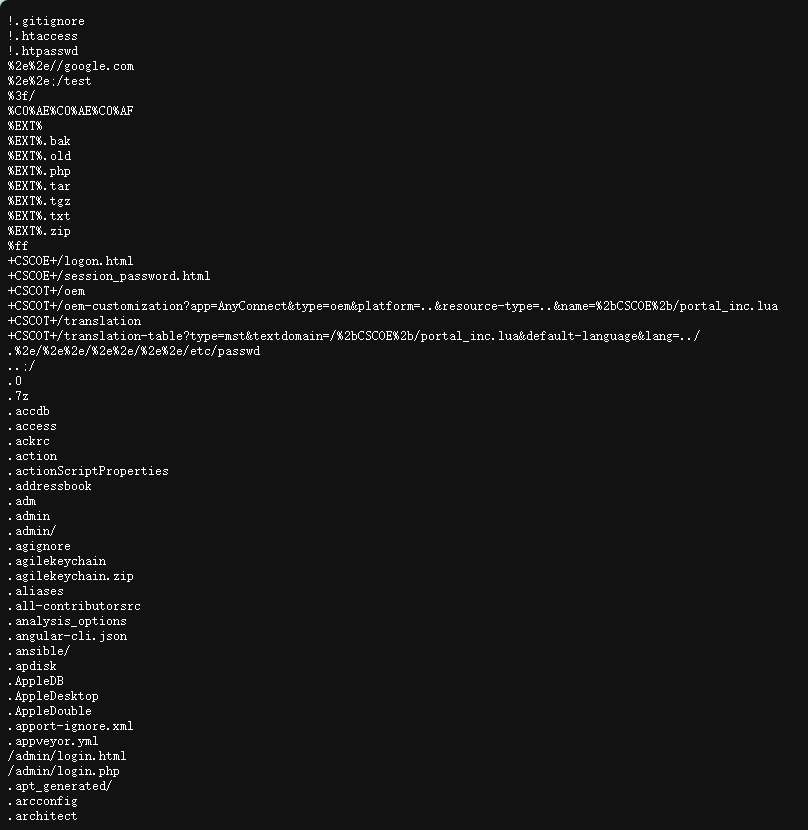 !.gitignore
!.htaccess
!.htpasswd
%2e%2e//google.com
%2e%2e;/test
%3f/
%C0%AE%C0%AE%C0%AF
%EXT%
%EXT%.bak
%EXT%.old
%EXT%.php
%EXT%.tar
%EXT%.tgz
%EXT%.txt
%EXT%.zip
%ff
+CSCOE+/logon.html
+CSCOE+/session_password.html
+CSCOT+/oem
+CSCOT+/oem-customization?app=AnyConnect&type=oem&platform=..&resource-type=..&name=%2bCSCOE%2b/portal_inc.lua
+CSCOT+/translation
+CSCOT+/translation-table?type=mst&textdomain=/%2bCSCOE%2b/portal_inc.lua&default-language&lang=../
.%2e/%2e%2e/%2e%2e/%2e%2e/etc/passwd
..;/
.0
.7z
.accdb
.access
.ackrc
.action
.actionScriptProperties
.addressbook
.adm
.admin
.admin/
.agignore
.agilekeychain
.agilekeychain.zip
.aliases
.all-contributorsrc
.analysis_options
.angular-cli.json
.ansible/
.apdisk
.AppleDB
.AppleDesktop
.AppleDouble
.apport-ignore.xml
.appveyor.yml
/admin/login.html
/admin/login.php
.apt_generated/
.arcconfig
.architect